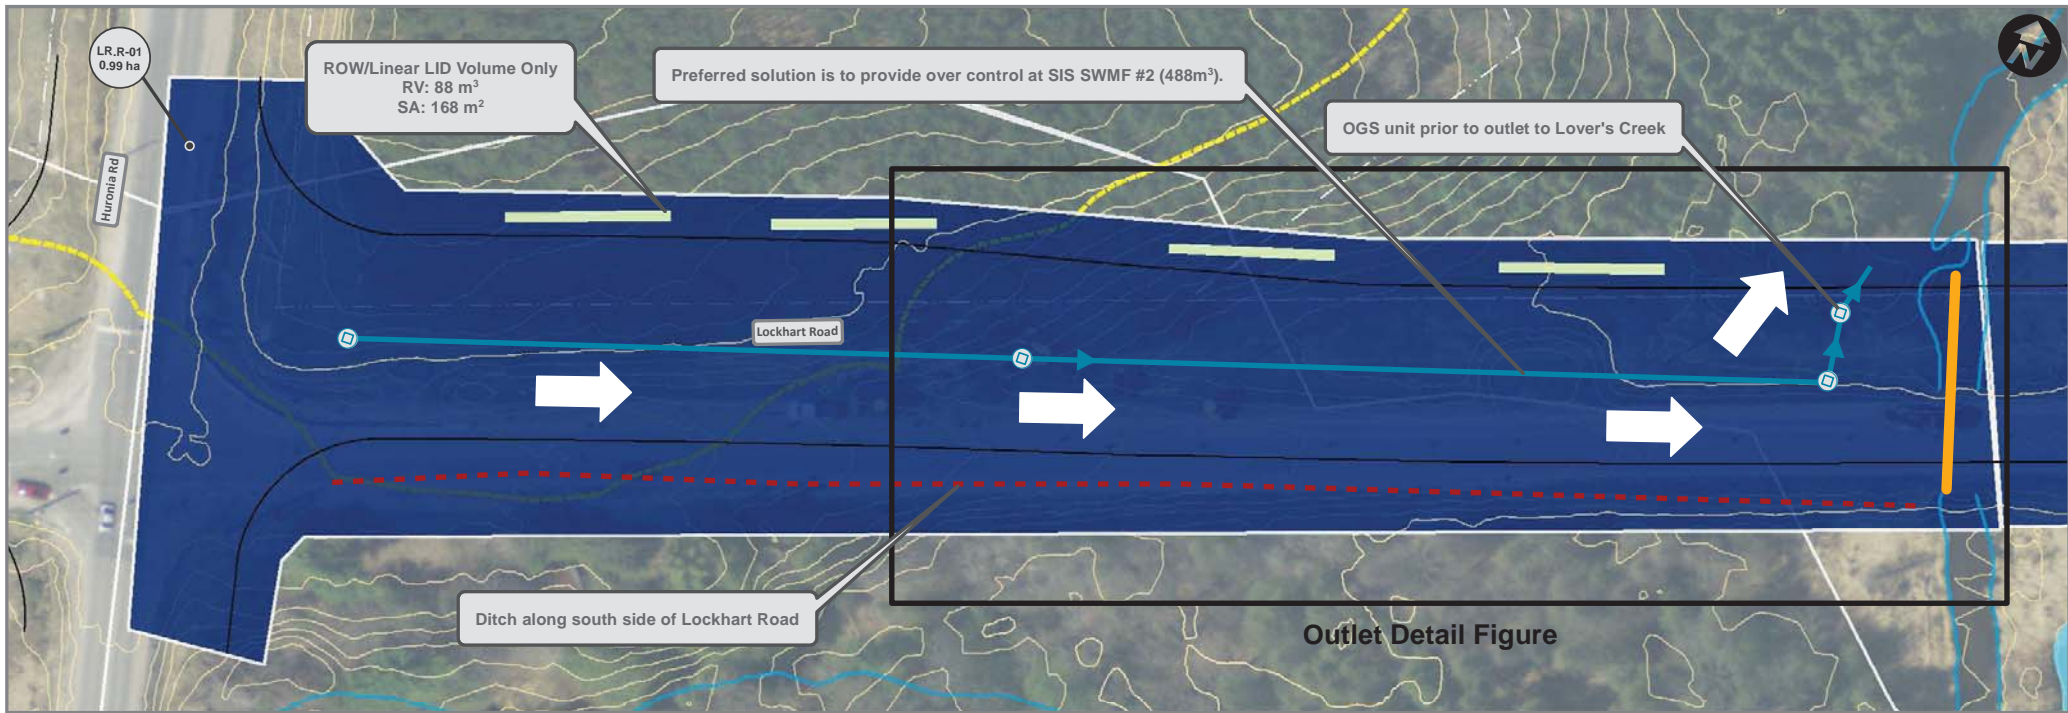 LR.R-01
0.99 ha
ROW/Linear LID Volume Only
RV: 88 m³
SA: 168 m²
Preferred solution is to provide over control at SIS SWMF #2 (488m³).
OGS unit prior to outlet to Lover's Creek
Huronia Rd
Lockhart Road
Ditch along south side of Lockhart Road
Outlet Detail Figure
N